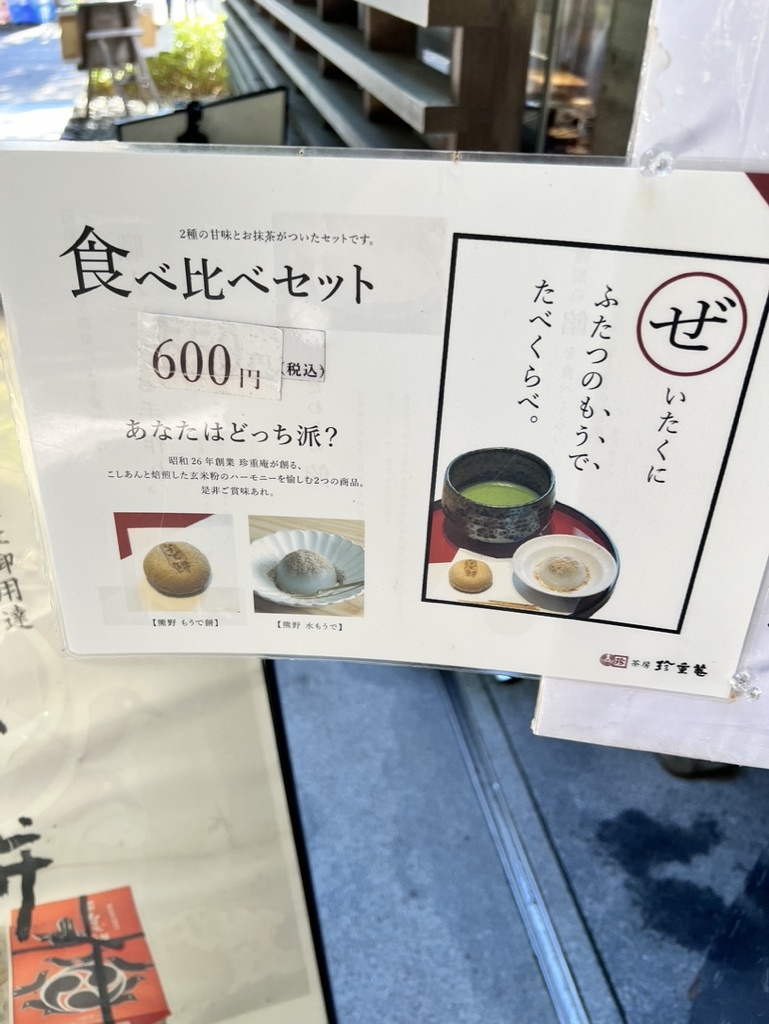 2種の甘味とお抹茶がついたセットです。
食べ比べセット
600円
(税込)
あなたはどっち派?
昭和26年創業 珍重庵が創る、
こしあんと焙煎した玄米粉のハーモニーを愉しむ2つの商品。
是非ご賞味あれ。
【熊野 もうで餅】
【熊野 水もうで】
ぜいたくに
ふたつのも、う、で、
たべくらべ。
茶房 珍重菴
御用達